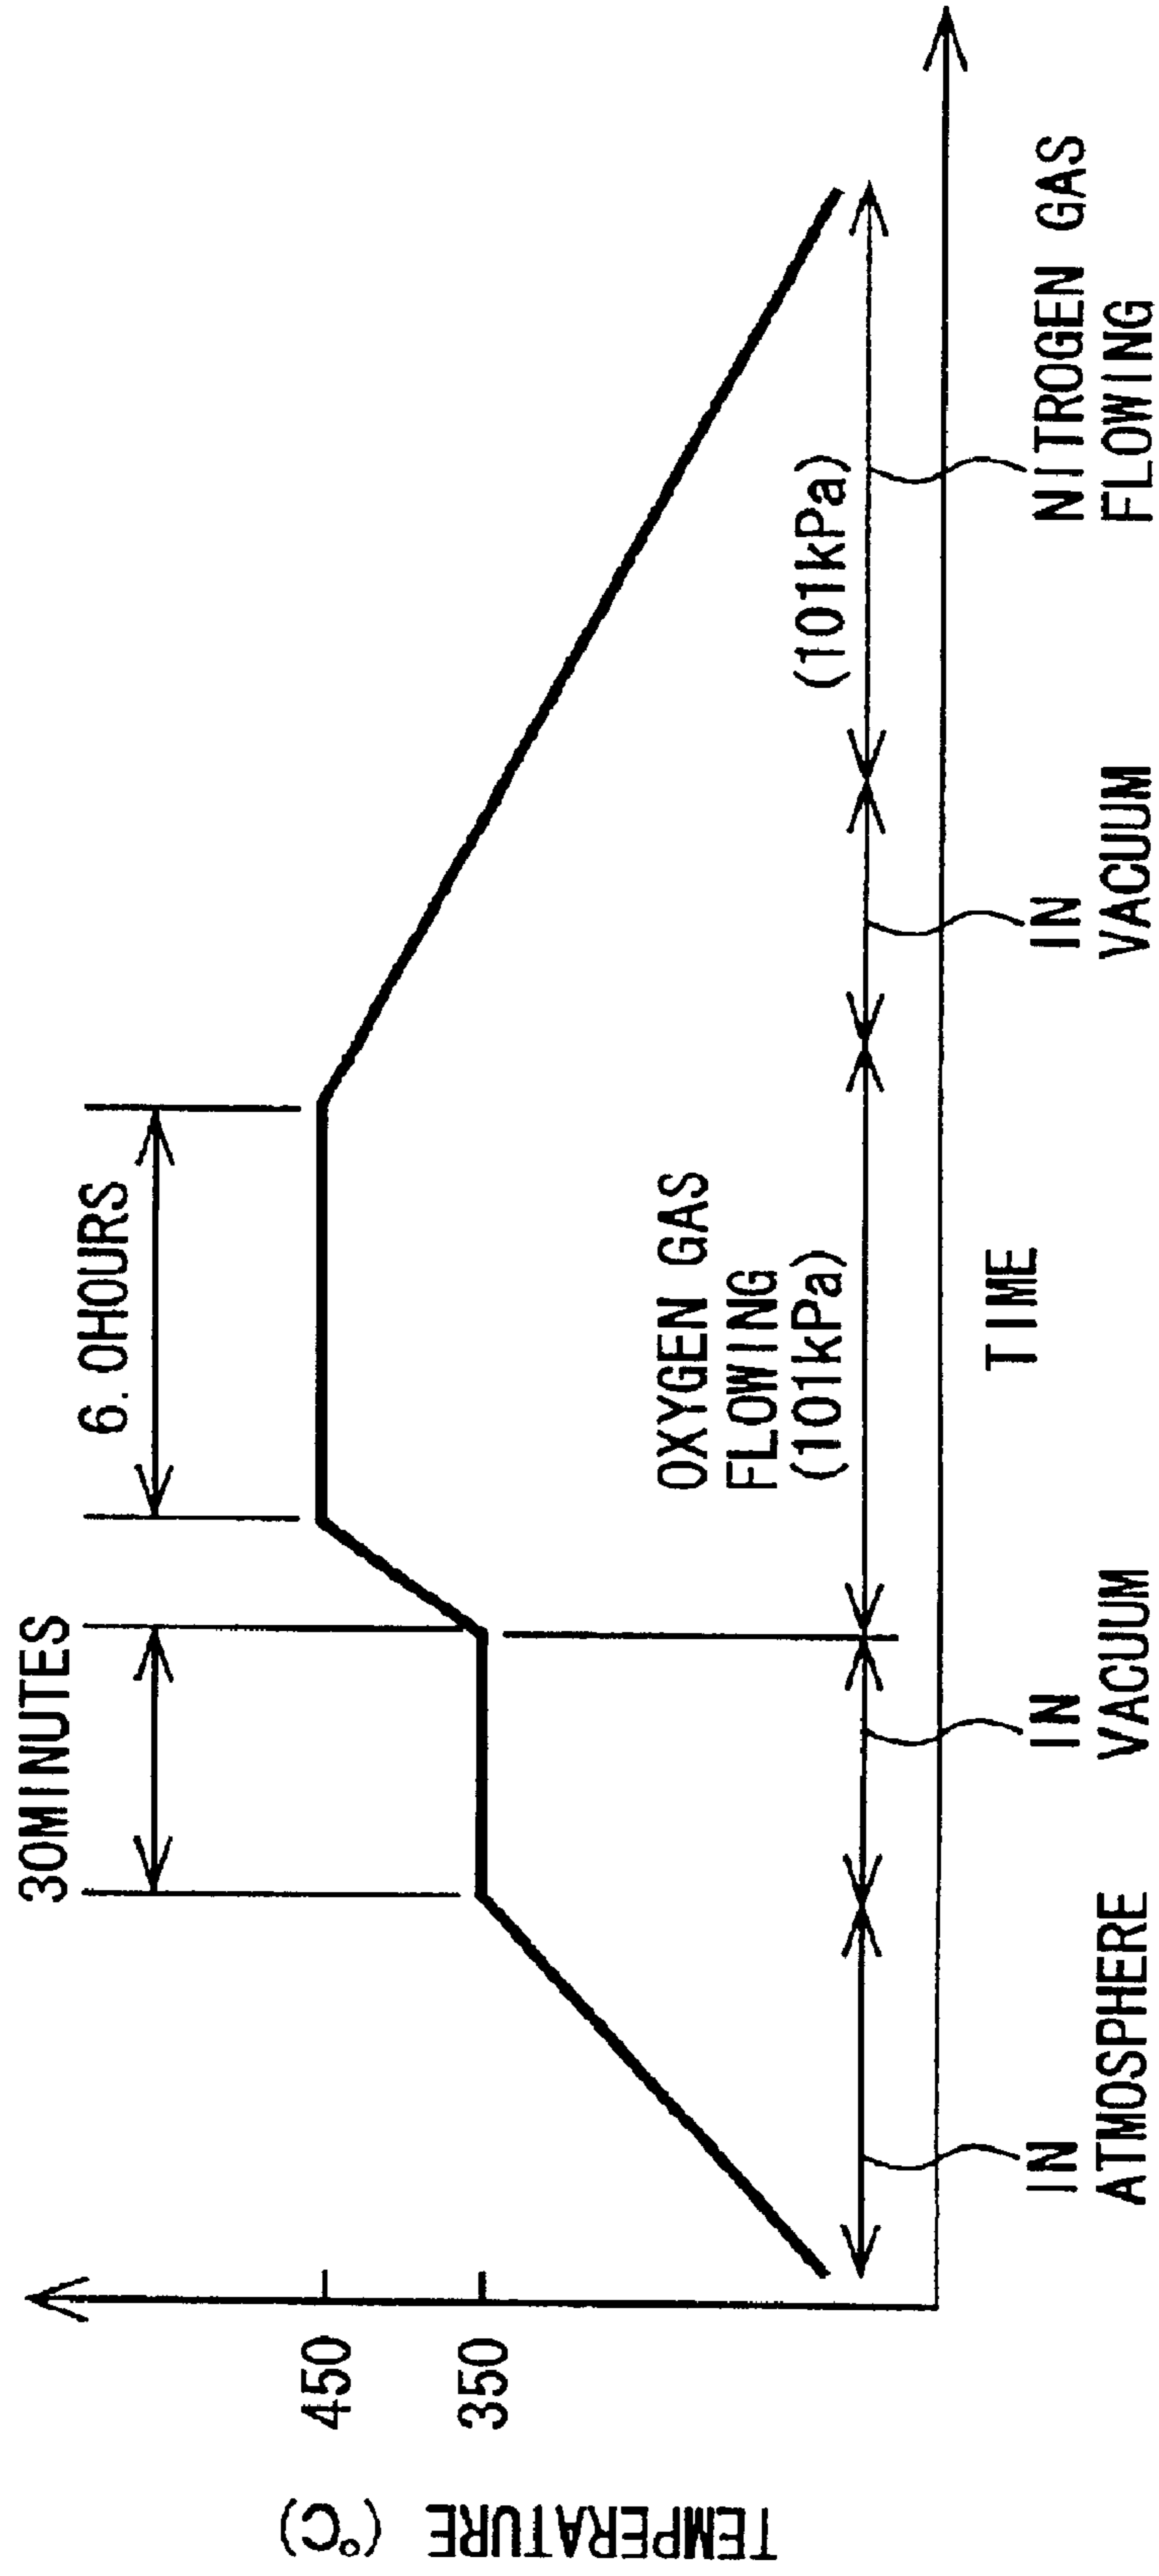 TEMPERATURE (°C)
450
350
30MINUTES
6.0HOURS
OXYGEN GAS
FLOWING
(101kPa)
(101kPa)
TIME
IN
ATMOSPHERE
IN
VACUUM
IN
VACUUM
NITROGEN GAS
FLOWING